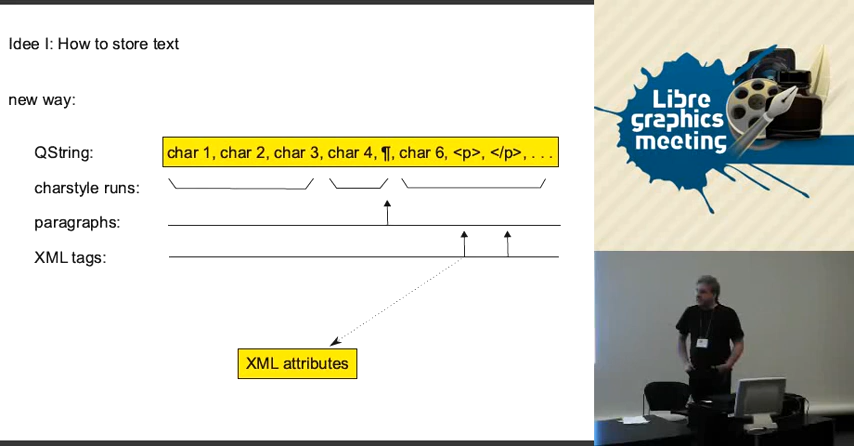 Idee I: How to store text
new way:
QString: char 1, char 2, char 3, char 4, ¶, char 6, <p>, </p>, . . .
charstyle runs:
paragraphs:
XML tags:
XML attributes
Libre
graphics
meeting